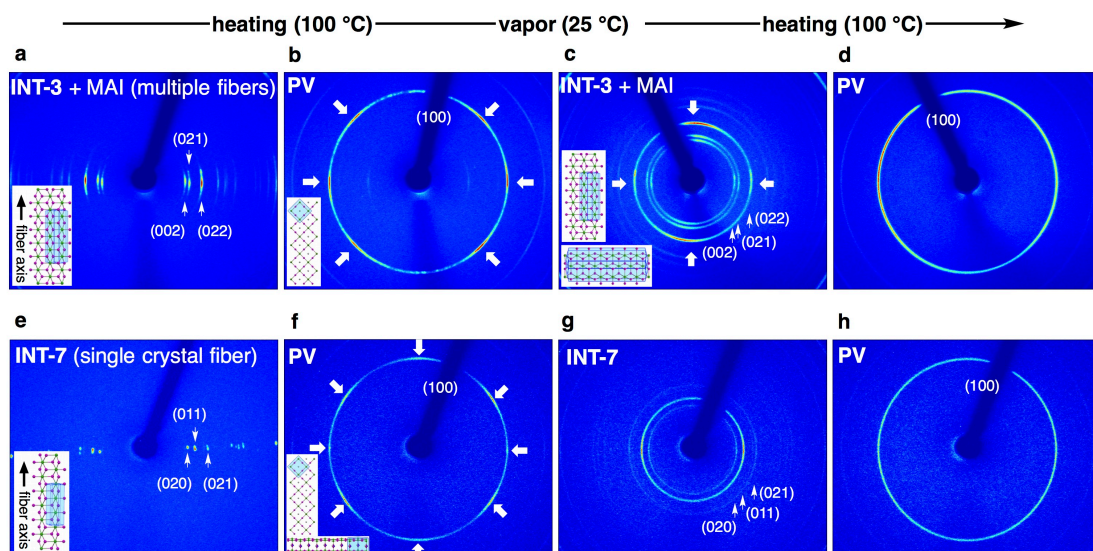 heating (100 °C) vapor (25 °C) heating (100 °C)
a b c d
INT-3 + MAI (multiple fibers) PV INT-3 + MAI PV
(100) (100)
(021)
(002) (022)
fiber axis
(022)
(021)
(002)
e f g h
INT-7 (single crystal fiber) PV INT-7 PV
(100) (100)
(011)
(020) (021)
fiber axis
(021)
(011)
(020)